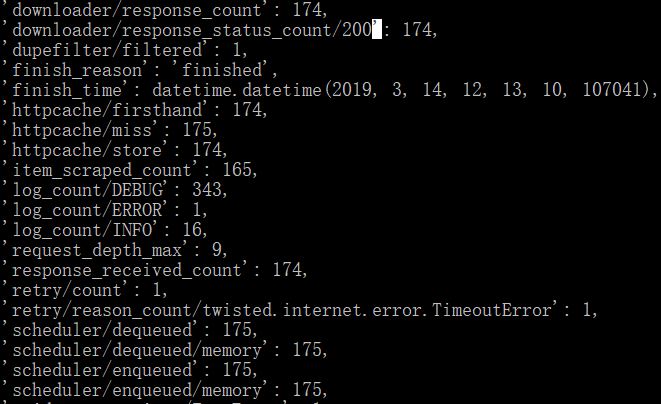 'downloader/response_count': 174,
'downloader/response_status_count/200': 174,
'dupefilter/filtered': 1,
'finish_reason': 'finished',
'finish_time': datetime.datetime(2019, 3, 14, 12, 13, 10, 107041),
'httpcache/firsthand': 174,
'httpcache/miss': 175,
'httpcache/store': 174,
'item_scraped_count': 165,
'log_count/DEBUG': 343,
'log_count/ERROR': 1,
'log_count/INFO': 16,
'request_depth_max': 9,
'response_received_count': 174,
'retry/count': 1,
'retry/reason_count/twisted.internet.error.TimeoutError': 1,
'scheduler/dequeued': 175,
'scheduler/dequeued/memory': 175,
'scheduler/enqueued': 175,
'scheduler/enqueued/memory': 175,